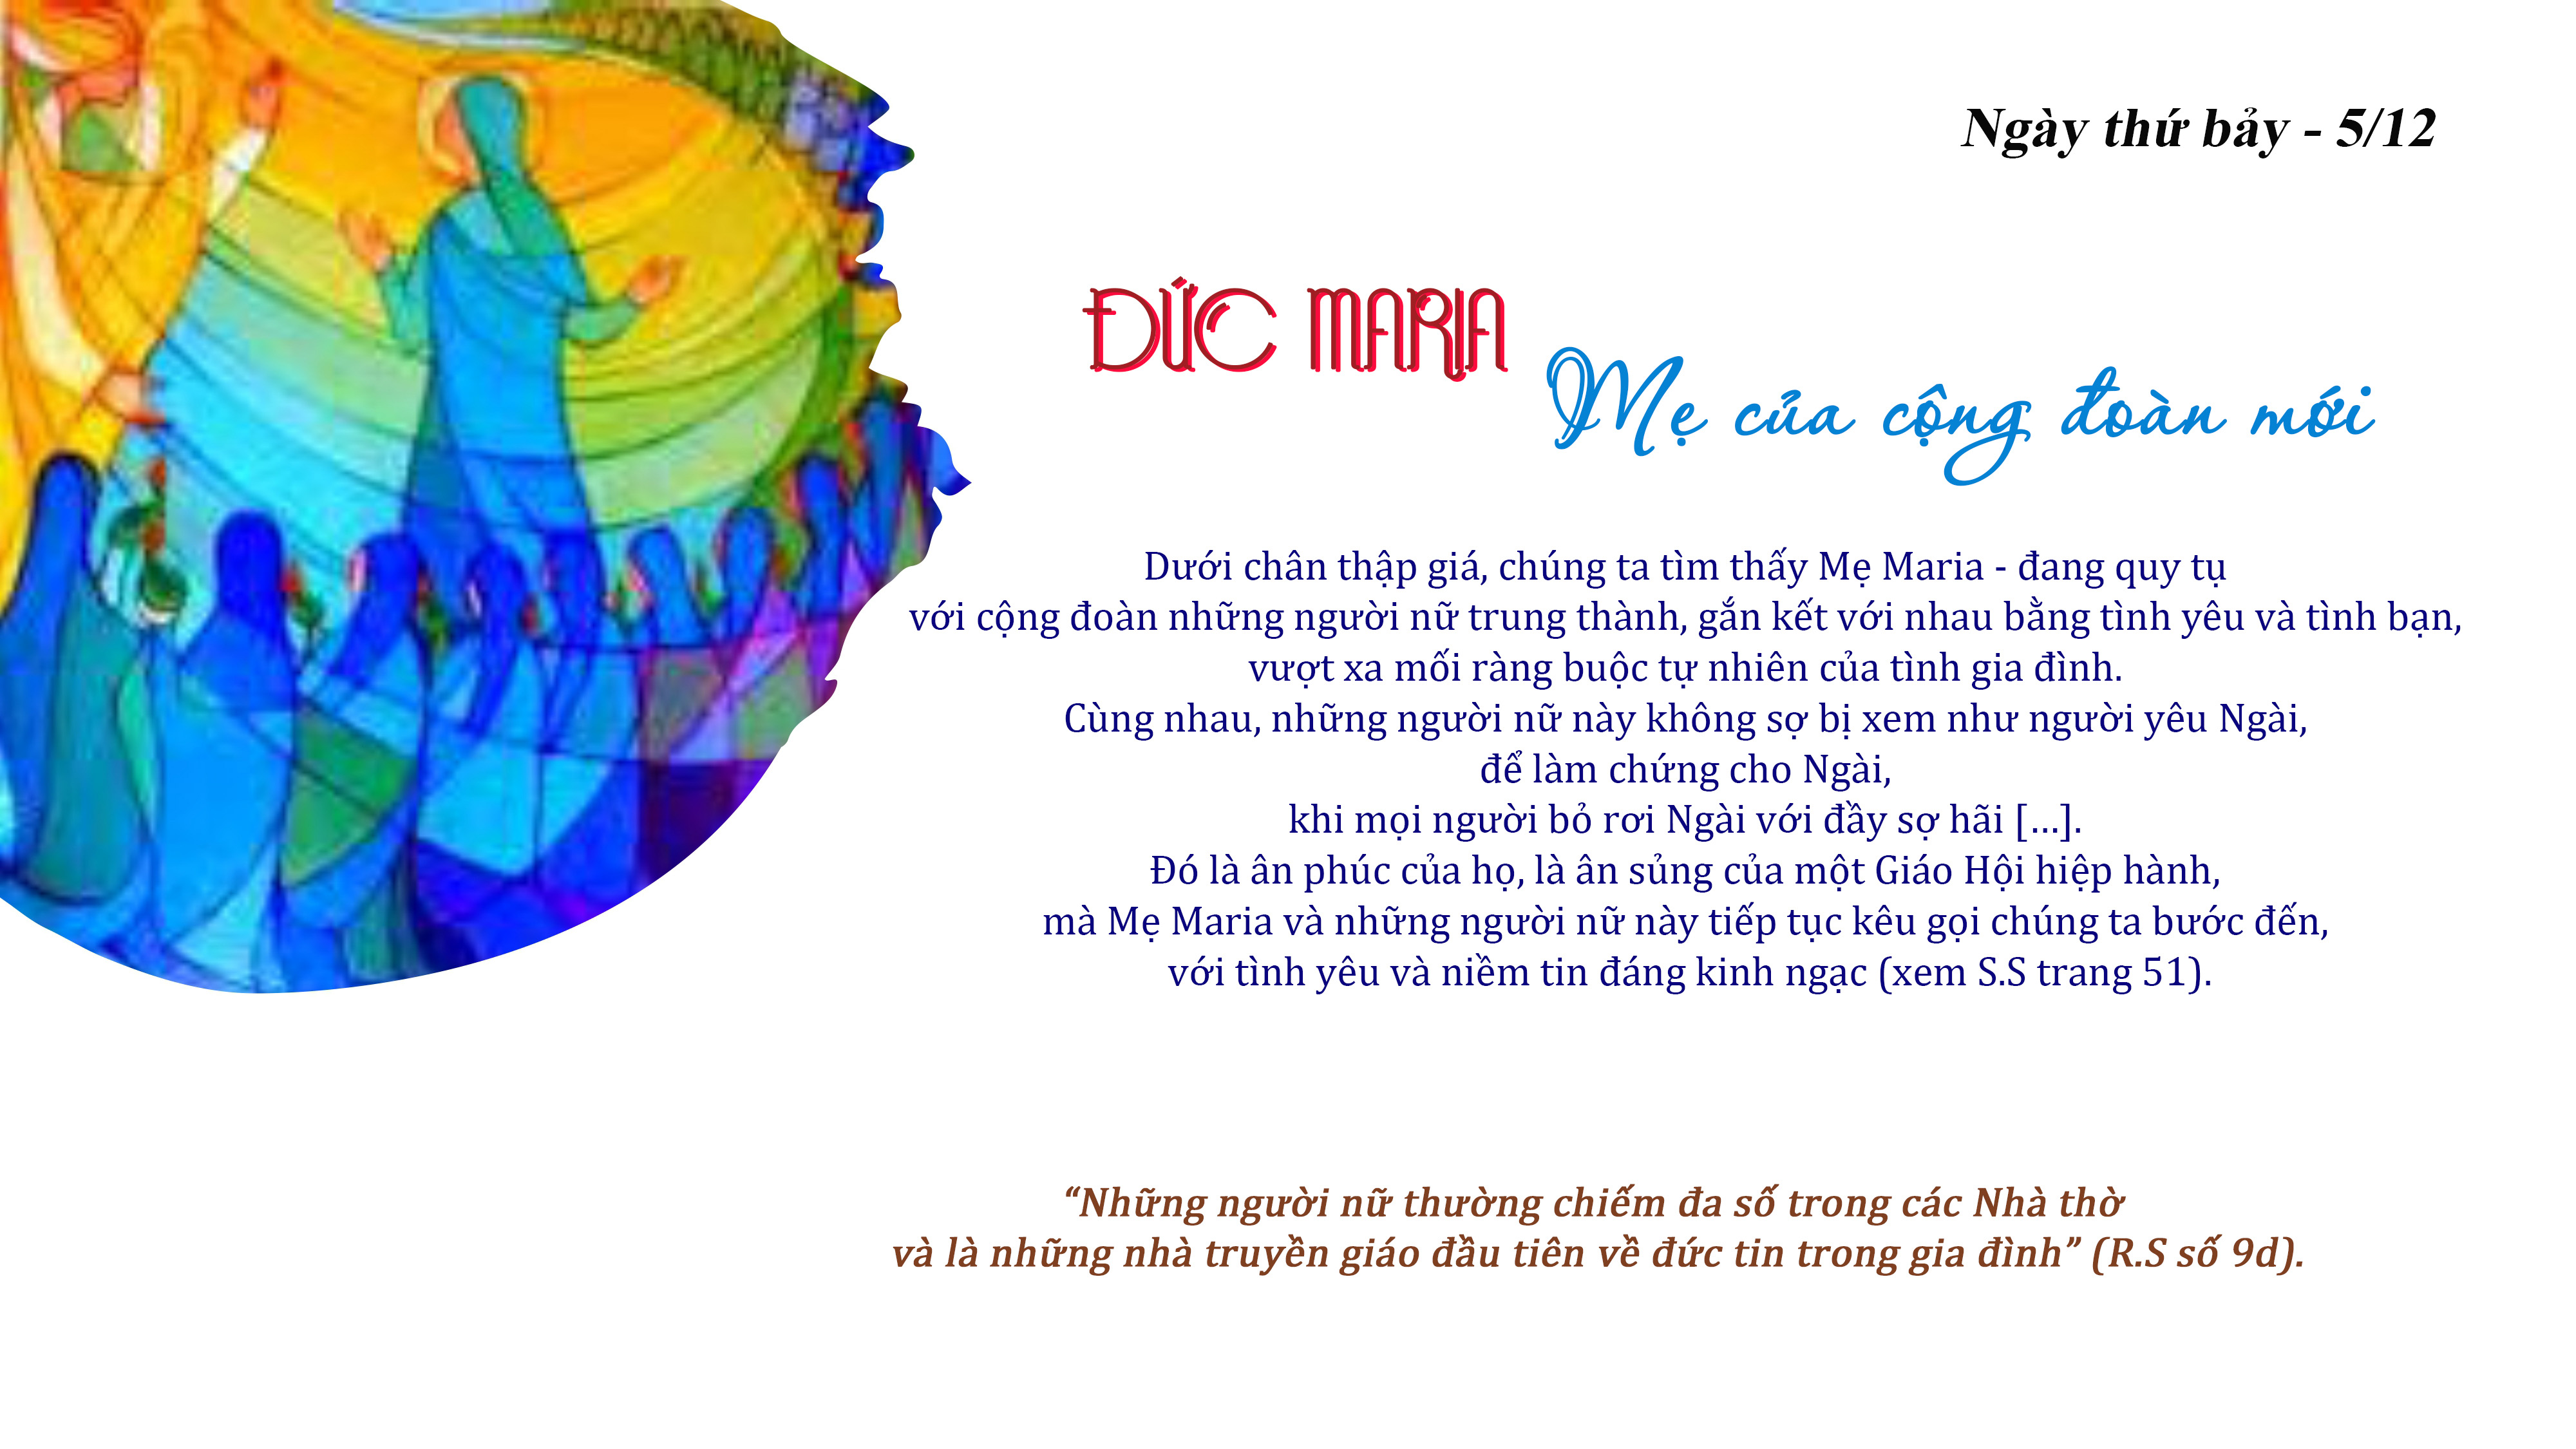 Ngày thứ bảy - 5/12
ĐỨC MARIA
Mẹ của cộng đoàn mới
Dưới chân thập giá, chúng ta tìm thấy Mẹ Maria - đang quy tụ
với cộng đoàn những người nữ trung thành, gắn kết với nhau bằng tình yêu và tình bạn,
vượt xa mối ràng buộc tự nhiên của tình gia đình.
Cùng nhau, những người nữ này không sợ bị xem như người yêu Ngài,
để làm chứng cho Ngài,
khi mọi người bỏ rơi Ngài với đầy sợ hãi [...].
Đó là ân phúc của họ, là ân sủng của một Giáo Hội hiệp hành,
mà Mẹ Maria và những người nữ này tiếp tục kêu gọi chúng ta bước đến,
với tình yêu và niềm tin đáng kinh ngạc (xem S.S trang 51).
“Những người nữ thường chiếm đa số trong các Nhà thờ
và là những nhà truyền giáo đầu tiên về đức tin trong gia đình” (R.S số 9d).